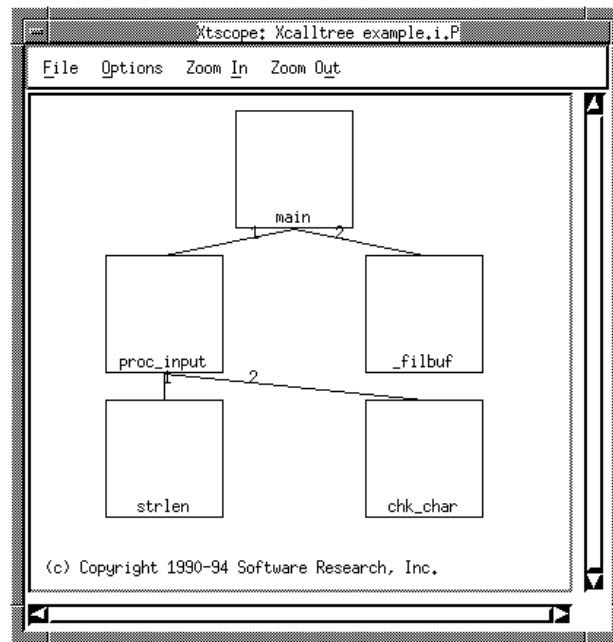 Xtscope: Xcalltree example.i.P
File Options Zoom In Zoom Out
main
1 2
proc_input _filbuf
1 2
strlen chk_char
(c) Copyright 1990-94 Software Research, Inc.